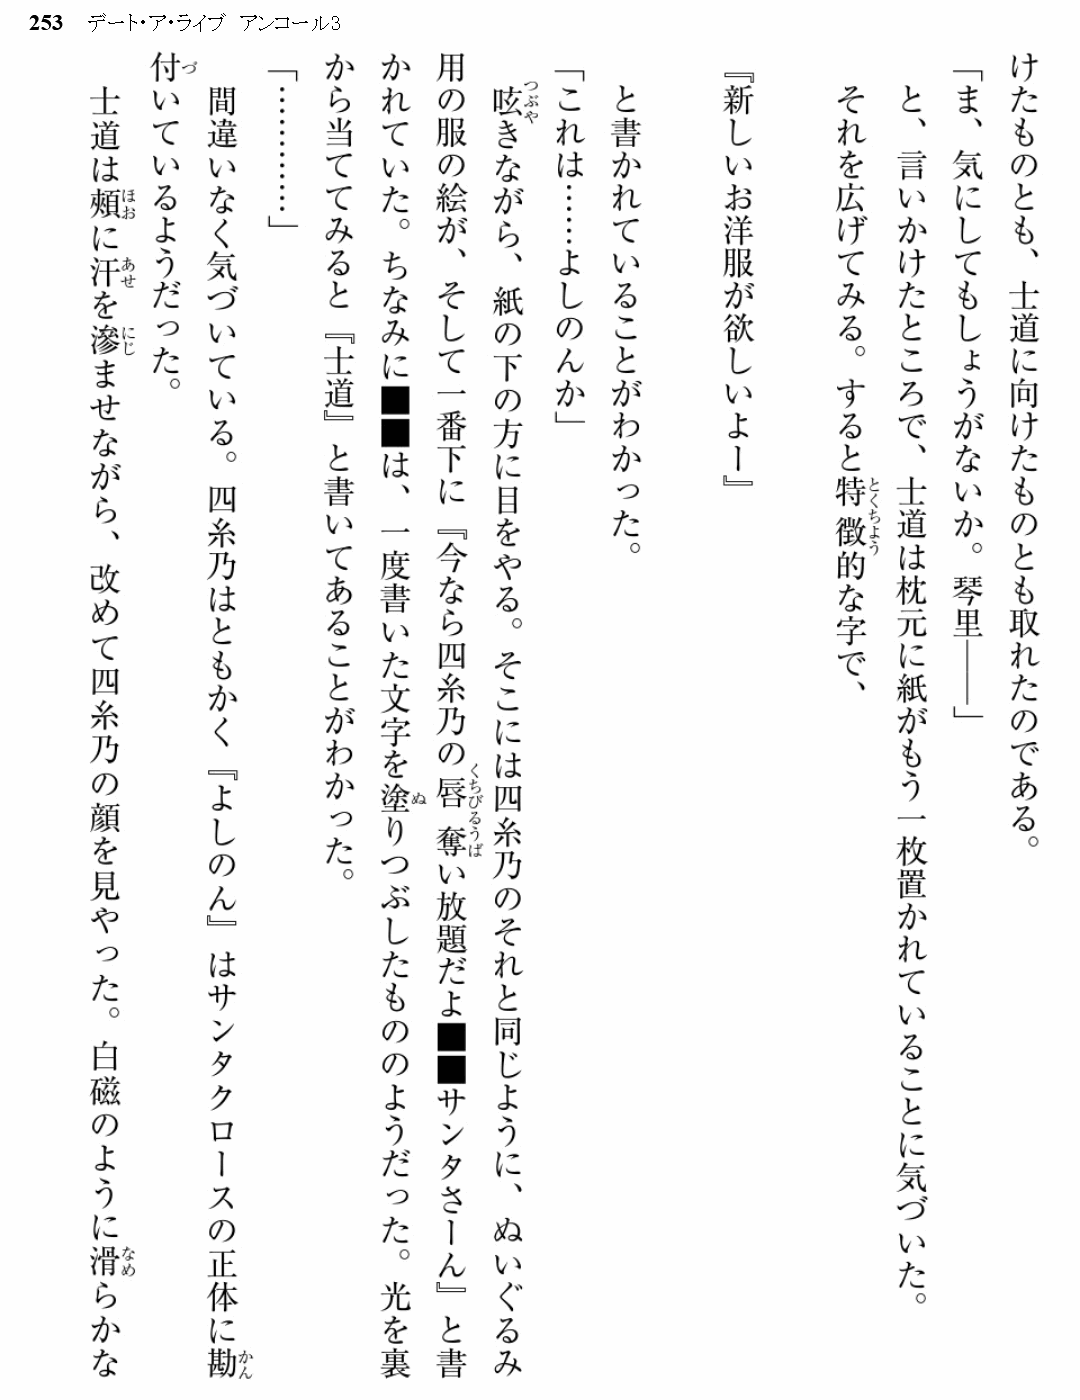 253 デート・ア・ライブ アンコール3
けたものとも、士道に向けたものとも取れたのである。
「ま、気にしてもしょうがないか。琴里――」
と、言いかけたところで、士道は枕元に紙がもう一枚置かれていることに気づいた。
それを広げてみる。すると特徴的な字で、
『新しいお洋服が欲しいよー』
と書かれていることがわかった。
「これは……よしのんか」
呟きながら、紙の下の方に目をやる。そこには四糸乃のそれと同じように、ぬいぐるみ
用の服の絵が、そして一番下に『今なら四糸乃の唇奪い放題だよ■■サンタさーん』と書
かれていた。ちなみに■■は、一度書いた文字を塗りつぶしたもののようだった。光を裏
から当ててみると『士道』と書いてあることがわかった。
「…………」
間違いなく気づいている。四糸乃はともかく『よしのん』はサンタクロースの正体に勘
付いているようだった。
士道は頬に汗を滲ませながら、改めて四糸乃の顔を見やった。白磁のように滑らかな